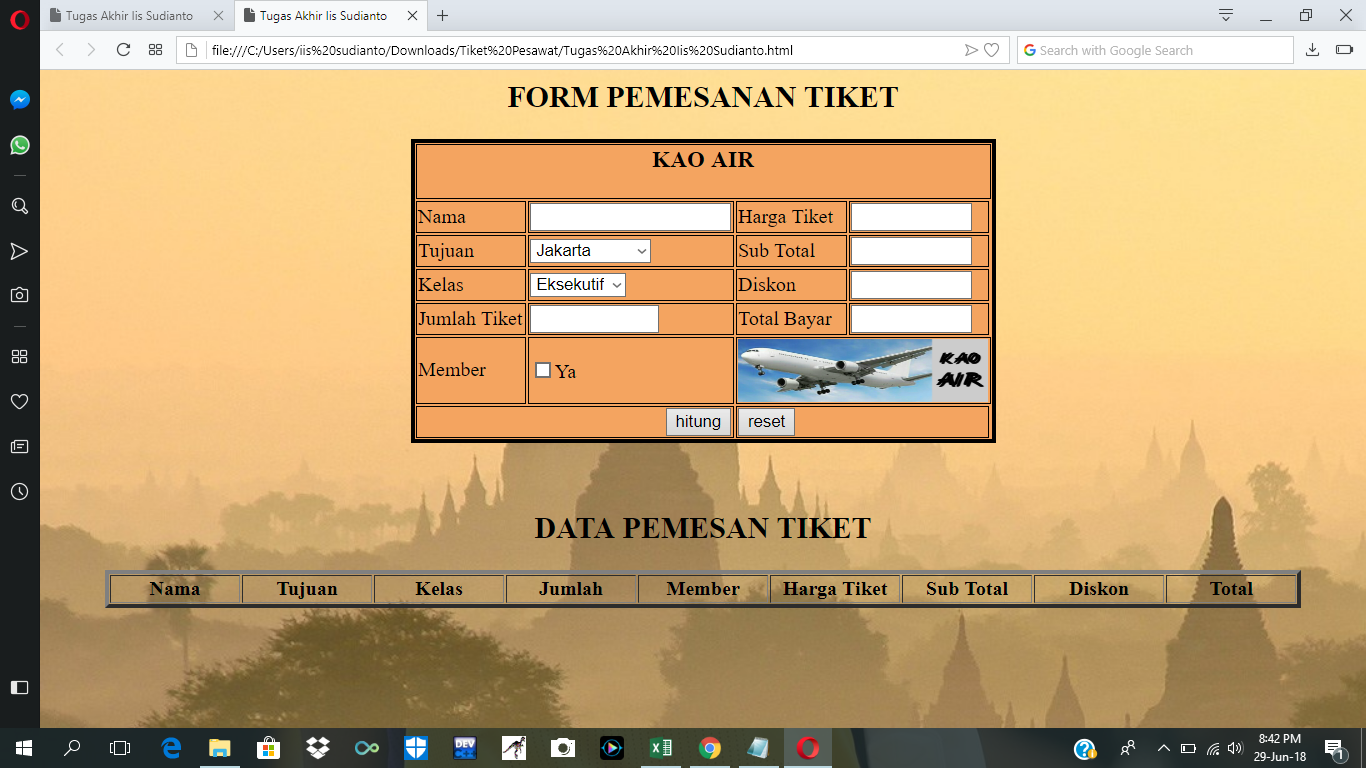 Tugas Akhir Iis Sudianto
Tugas Akhir Iis Sudianto
file:///C:/Users/iis%20sudianto/Downloads/Tiket%20Pesawat/Tugas%20Akhir%20Iis%20Sudianto.html
Search with Google Search
FORM PEMESANAN TIKET
KAO AIR
Nama Harga Tiket
Tujuan Jakarta Sub Total
Kelas Eksekutif Diskon
Jumlah Tiket Total Bayar
Member Ya KAO AIR
hitung reset
DATA PEMESAN TIKET
Nama Tujuan Kelas Jumlah Member Harga Tiket Sub Total Diskon Total
DEV
8:42 PM
29-Jun-18
1